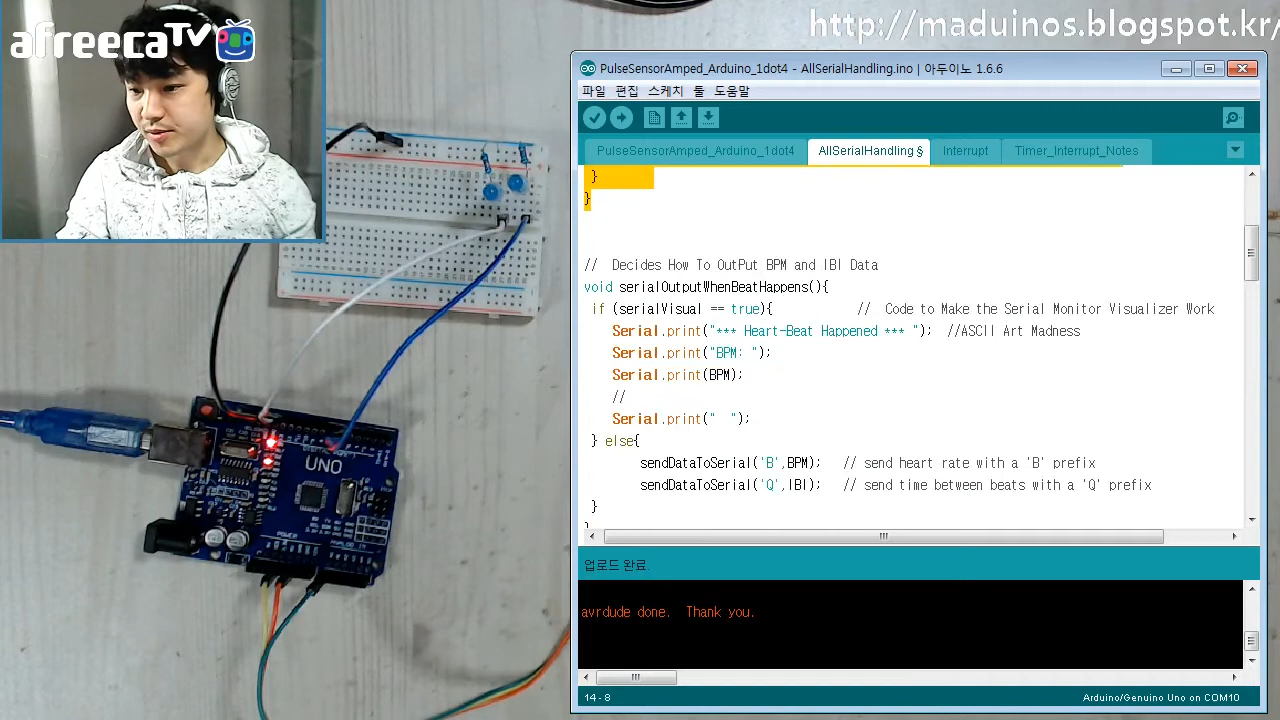 afreecaTV
http://maduinos.blogspot.kr/
PulseSensorAmped_Arduino_1dot4 - AllSerialHandling.ino | 아두이노 1.6.6
파일 편집 스케치 툴 도움말
PulseSensorAmped_Arduino_1dot4 AllSerialHandling § Interrupt Timer_Interrupt_Notes
}
}
// Decides How To OutPut BPM and IBI Data
void serialOutputWhenBeatHappens(){
if (serialVisual == true){ // Code to Make the Serial Monitor Visualizer Work
Serial.print("*** Heart-Beat Happened *** "); //ASCII Art Madness
Serial.print("BPM: ");
Serial.print(BPM);
//
Serial.print("  ");
} else{
sendDataToSerial('B',BPM); // send heart rate with a 'B' prefix
sendDataToSerial('Q',IBI); // send time between beats with a 'Q' prefix
}
}
업로드 완료.
avrdude done.  Thank you.
14 - 8
Arduino/Genuino Uno on COM10
UNO
POWER
ANALOG IN